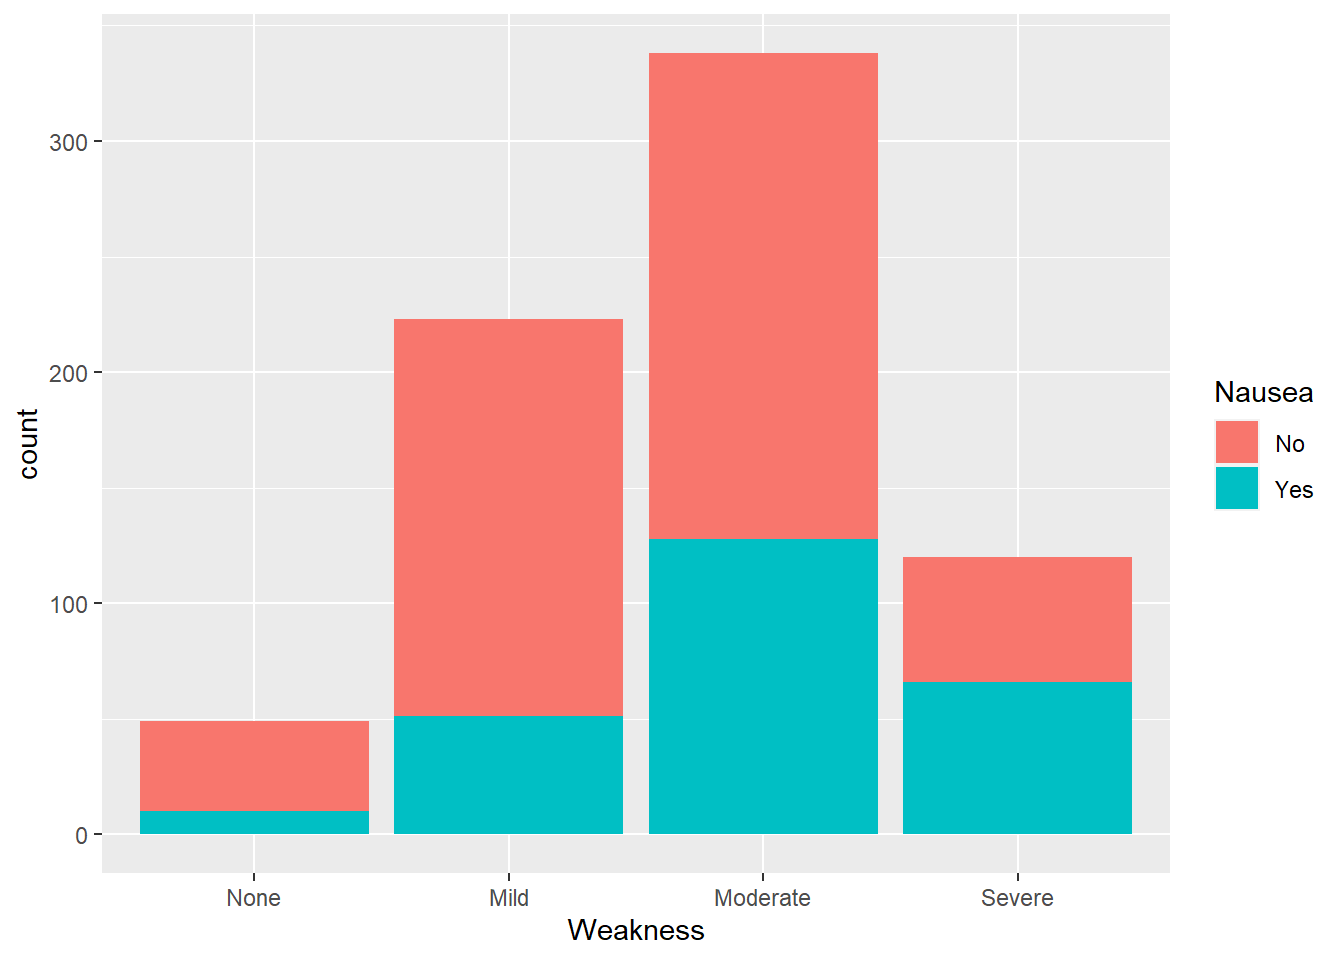 300
200
100
0
count
None
Mild
Moderate
Severe
Weakness
Nausea
No
Yes